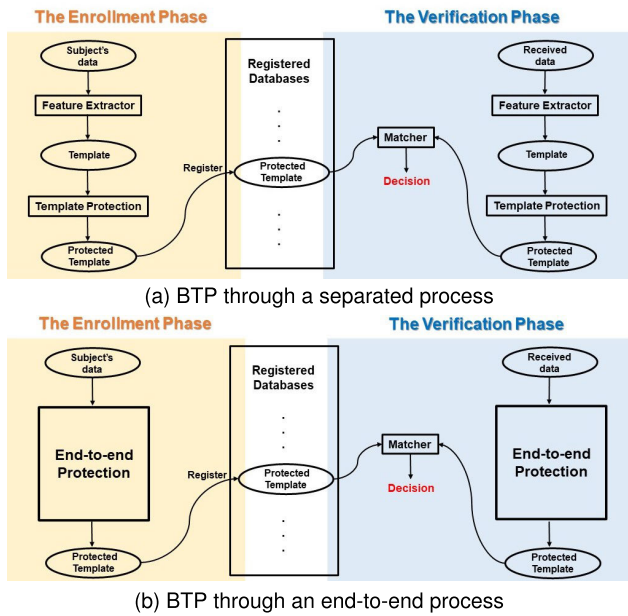 The Enrollment Phase
The Verification Phase
Subject's
data
Feature Extractor
Template
Template Protection
Protected
Template
Register
Registered
Databases
Protected
Template
Matcher
Decision
Received
data
Feature Extractor
Template
Template Protection
Protected
Template
(a) BTP through a separated process
The Enrollment Phase
The Verification Phase
Subject's
data
End-to-end
Protection
Protected
Template
Register
Registered
Databases
Protected
Template
Matcher
Decision
Received
data
End-to-end
Protection
Protected
Template
(b) BTP through an end-to-end process